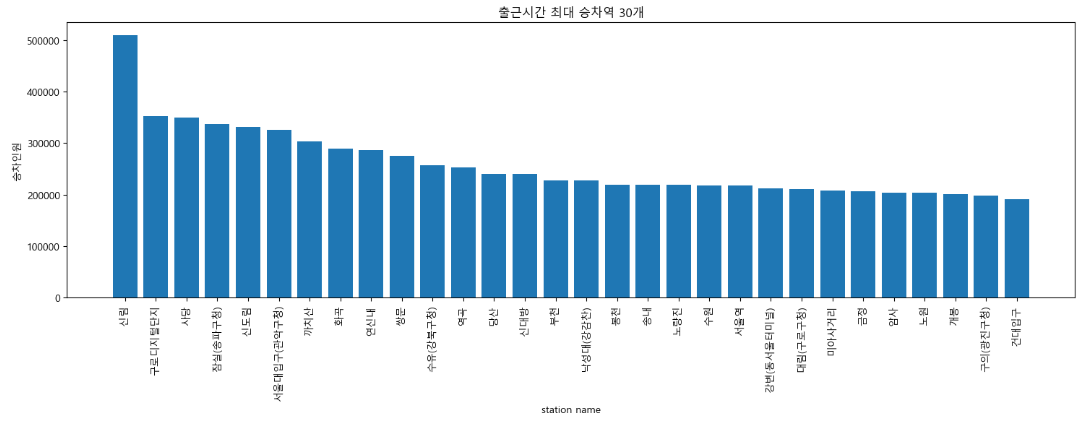 출근시간 최대 승차역 30개
승차인원
500000
400000
300000
200000
100000
0
신림
구로디지털단지
사당
잠실(송파구청)
신도림
서울대입구(관악구청)
까치산
화곡
연신내
쌍문
수유(강북구청)
역곡
당산
신대방
부천
낙성대(강감찬)
봉천
송내
노량진
수원
서울역
강변(동서울터미널)
대림(구로구청)
미아사거리
금정
암사
노원
개봉
구의(광진구청)
건대입구
station name